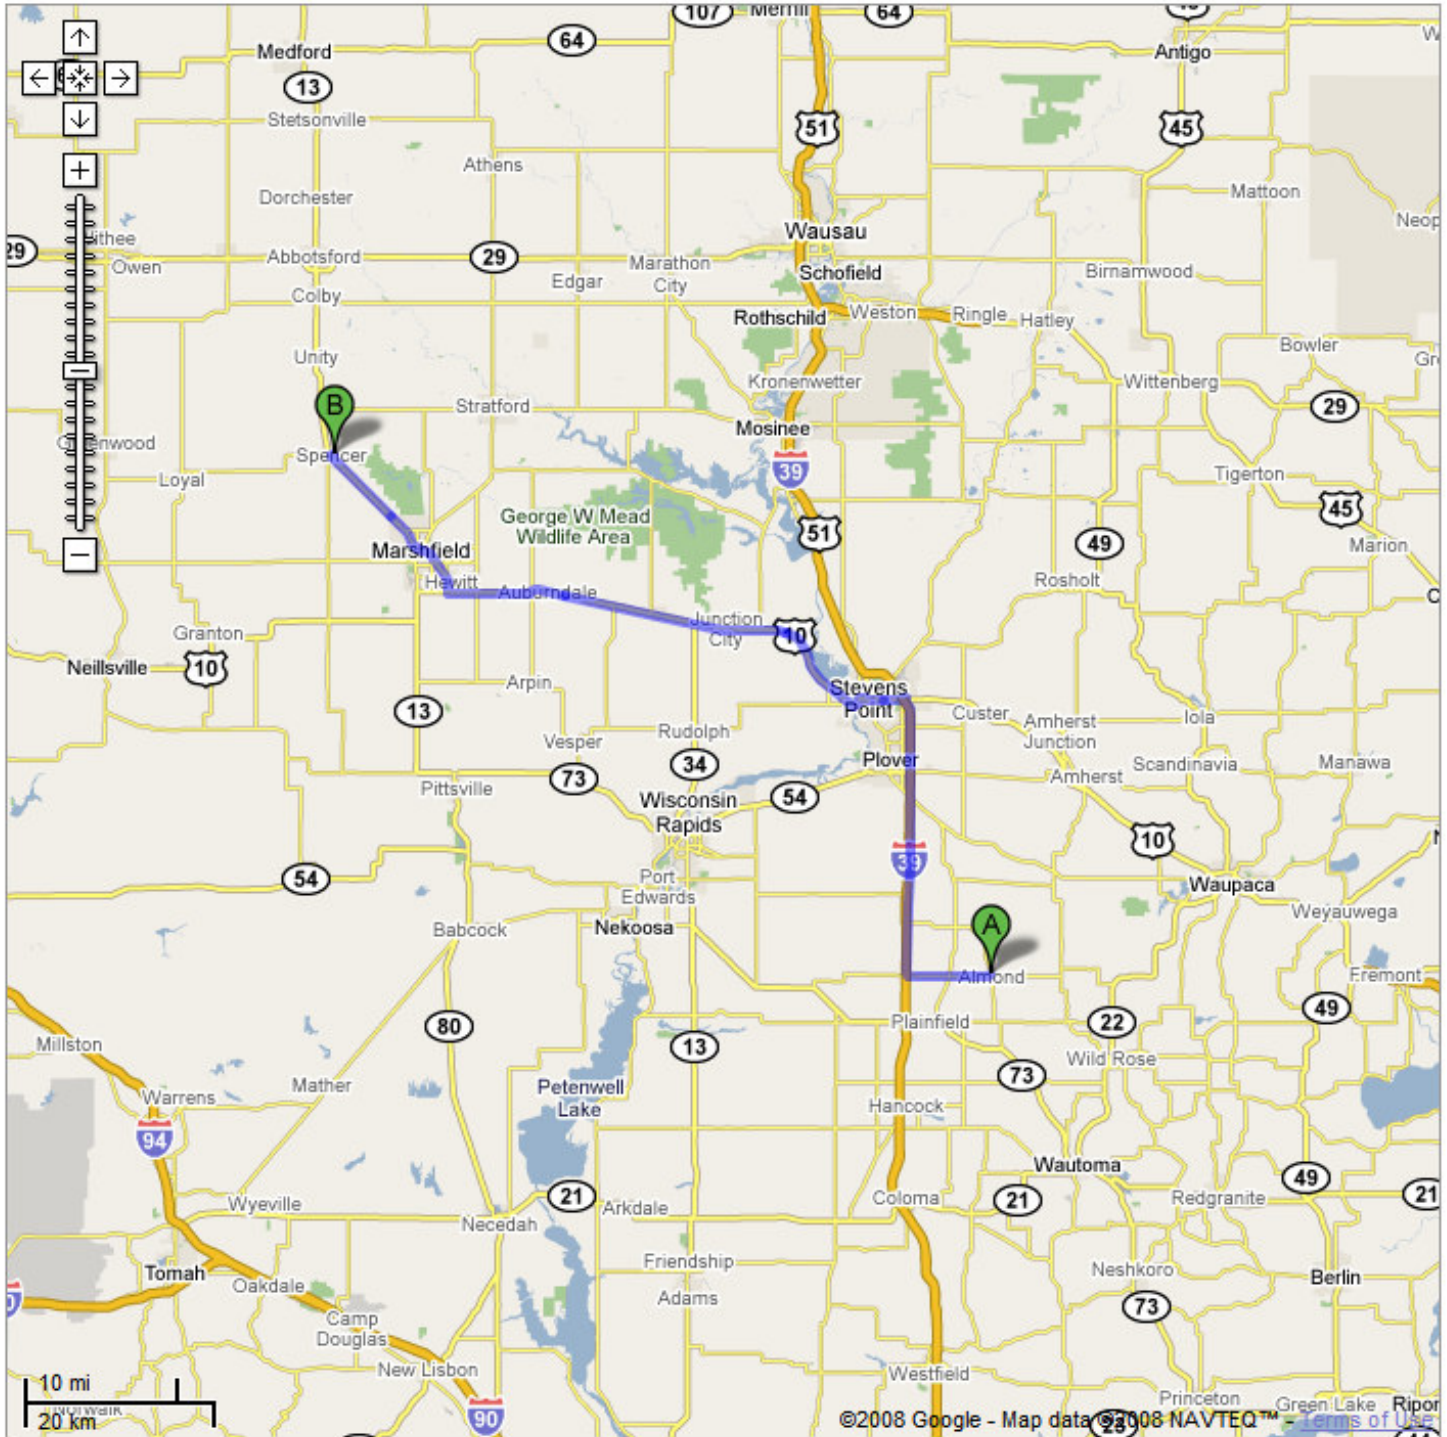 107
Merrill
64
64
Medford
Antigo
13
51
45
Stetsonville
Athens
Dorchester
Mattoon
Wausau
29
Owen
Abbotsford
29
Marathon
City
Schofield
Birnamwood
Edgar
Colby
Rothschild
Weston
Ringle
Hatley
Unity
Bowler
Kronenwetter
Wittenberg
B
Stratford
29
Mosinee
Spencer
Loyal
39
Tigerton
George W Mead
Wildlife Area
51
45
Marshfield
49
Marion
Hewitt
Auburndale
Rosholt
Junction
City
10
Granton
Neillsville
10
Stevens
Point
Arpin
13
Custer
Amherst
Junction
Iola
Vesper
Rudolph
Plover
34
Scandinavia
Manawa
Pittsville
73
Amherst
Wisconsin
Rapids
54
10
39
54
Port
Edwards
Waupaca
Weyauwega
Babcock
Nekoosa
A
Almond
Fremont
80
Plainfield
22
49
Millston
13
Wild Rose
Mather
Petenwell
Lake
73
Warrens
Hancock
94
Wautoma
Wyeville
21
Arkdale
Coloma
21
Redgranite
49
21
Necedah
Friendship
Tomah
Oakdale
Neshkoro
Berlin
Adams
Camp
Douglas
73
New Lisbon
Westfield
10 mi
Princeton
Green Lake
20 km
90
©2008 Google - Map data ©2008 NAVTEQ™ - Terms of Use